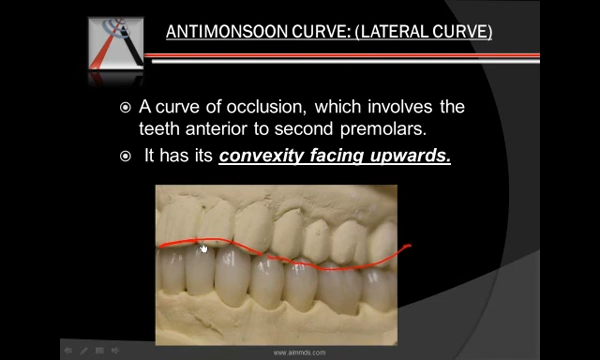 ANTIMONSOON CURVE: (LATERAL CURVE)
A curve of occlusion, which involves the
teeth anterior to second premolars.
It has its convexity facing upwards.
www.aimmds.com